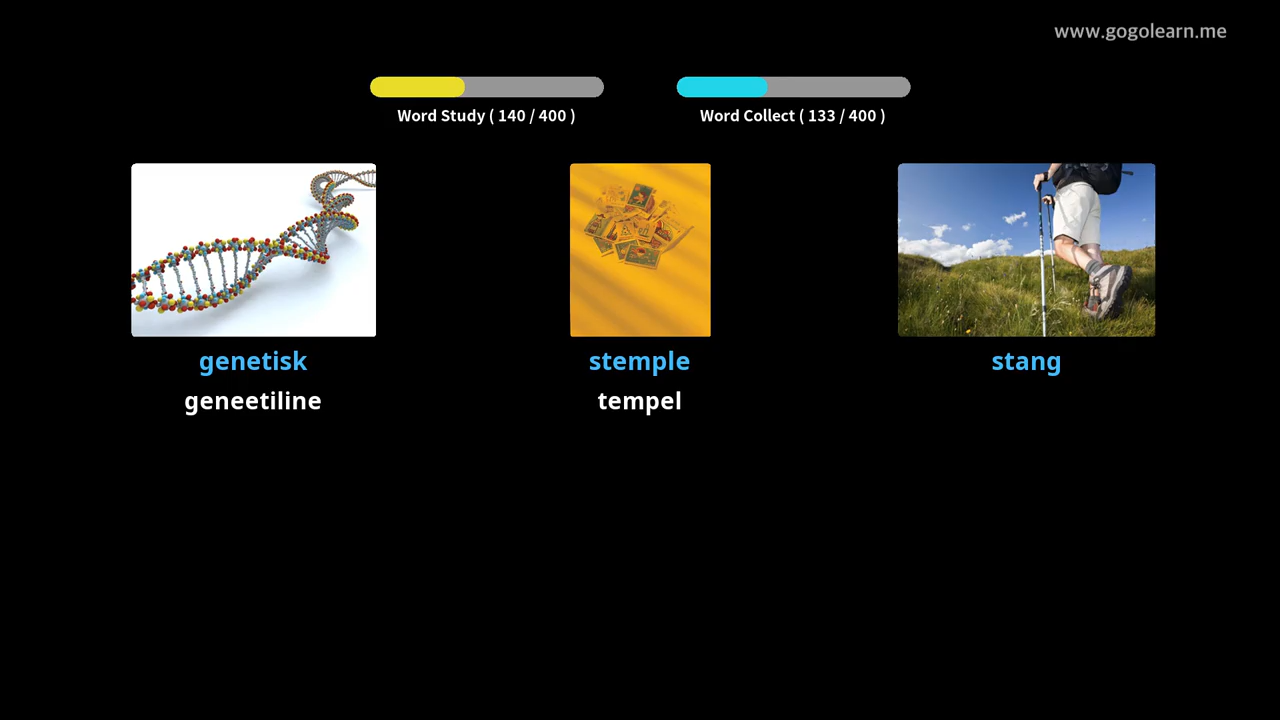 www.gogolearn.me
Word Study ( 140 / 400 )
Word Collect ( 133 / 400 )
genetisk
stemple
stang
geneetiline
tempel